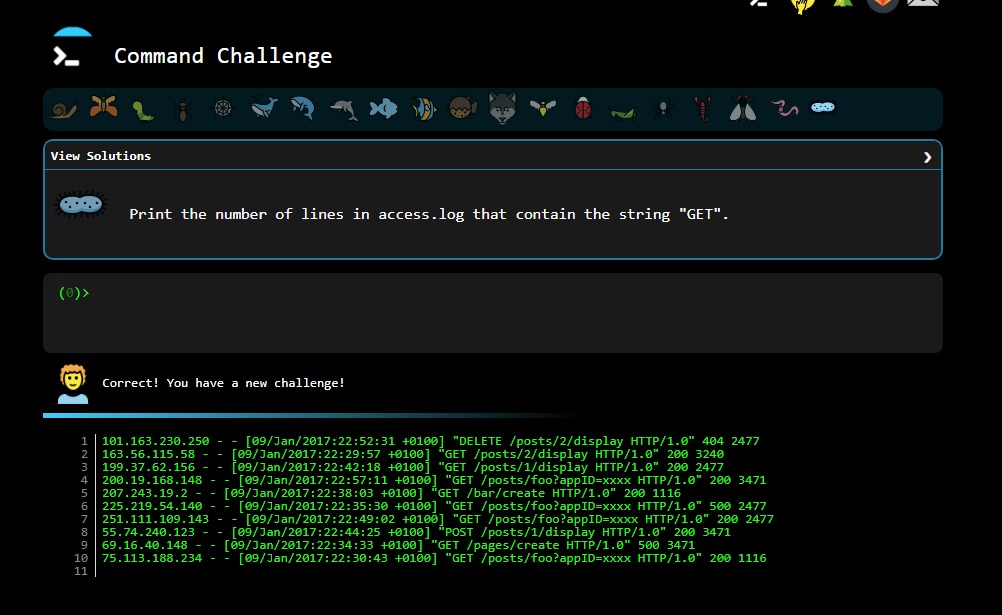 Command Challenge
View Solutions
Print the number of lines in access.log that contain the string "GET".
(0)>
Correct! You have a new challenge!
1 101.163.230.250 - - [09/Jan/2017:22:52:31 +0100] "DELETE /posts/2/display HTTP/1.0" 404 2477
2 163.56.115.58 - - [09/Jan/2017:22:29:57 +0100] "GET /posts/2/display HTTP/1.0" 200 3240
3 199.37.62.156 - - [09/Jan/2017:22:42:18 +0100] "GET /posts/1/display HTTP/1.0" 200 2477
4 200.19.168.148 - - [09/Jan/2017:22:57:11 +0100] "GET /posts/foo?appID=xxxx HTTP/1.0" 200 3471
5 207.243.19.2 - - [09/Jan/2017:22:38:03 +0100] "GET /bar/create HTTP/1.0" 200 1116
6 225.219.54.140 - - [09/Jan/2017:22:35:30 +0100] "GET /posts/foo?appID=xxxx HTTP/1.0" 500 2477
7 251.111.109.143 - - [09/Jan/2017:22:49:02 +0100] "GET /posts/foo?appID=xxxx HTTP/1.0" 200 2477
8 55.74.240.123 - - [09/Jan/2017:22:44:25 +0100] "POST /posts/1/display HTTP/1.0" 200 3471
9 69.16.40.148 - - [09/Jan/2017:22:34:33 +0100] "GET /pages/create HTTP/1.0" 500 3471
10 75.113.188.234 - - [09/Jan/2017:22:30:43 +0100] "GET /posts/foo?appID=xxxx HTTP/1.0" 200 1116
11